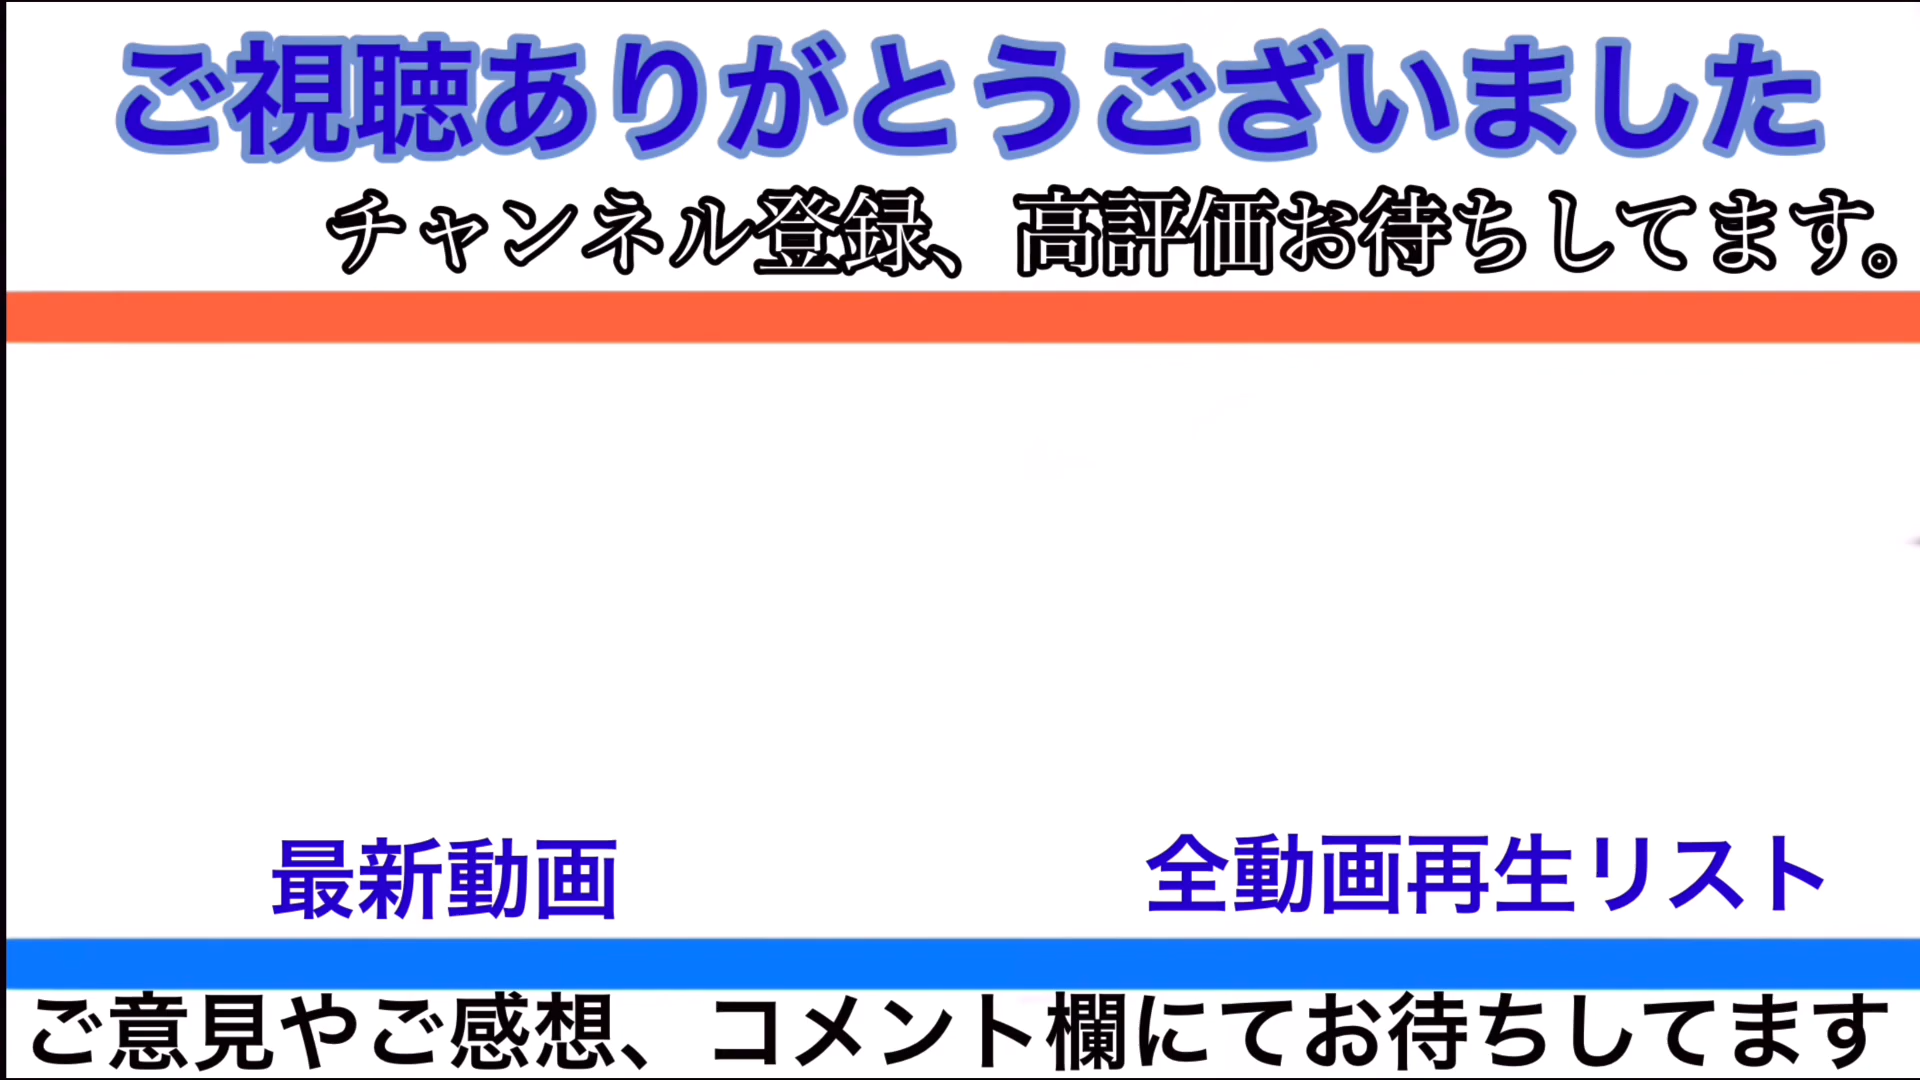 ご視聴ありがとうございました
チャンネル登録、高評価お待ちしてます。
最新動画
全動画再生リスト
ご意見やご感想、コメント欄にてお待ちしてます